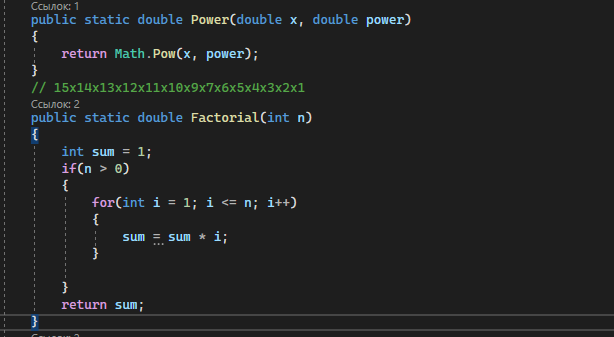 Ссылок: 1
public static double Power(double x, double power)
{
return Math.Pow(x, power);
}
// 15x14x13x12x11x10x9x7x6x5x4x3x2x1
Ссылок: 2
public static double Factorial(int n)
{
int sum = 1;
if(n > 0)
{
for(int i = 1; i <= n; i++)
{
sum = sum * i;
}
}
return sum;
}